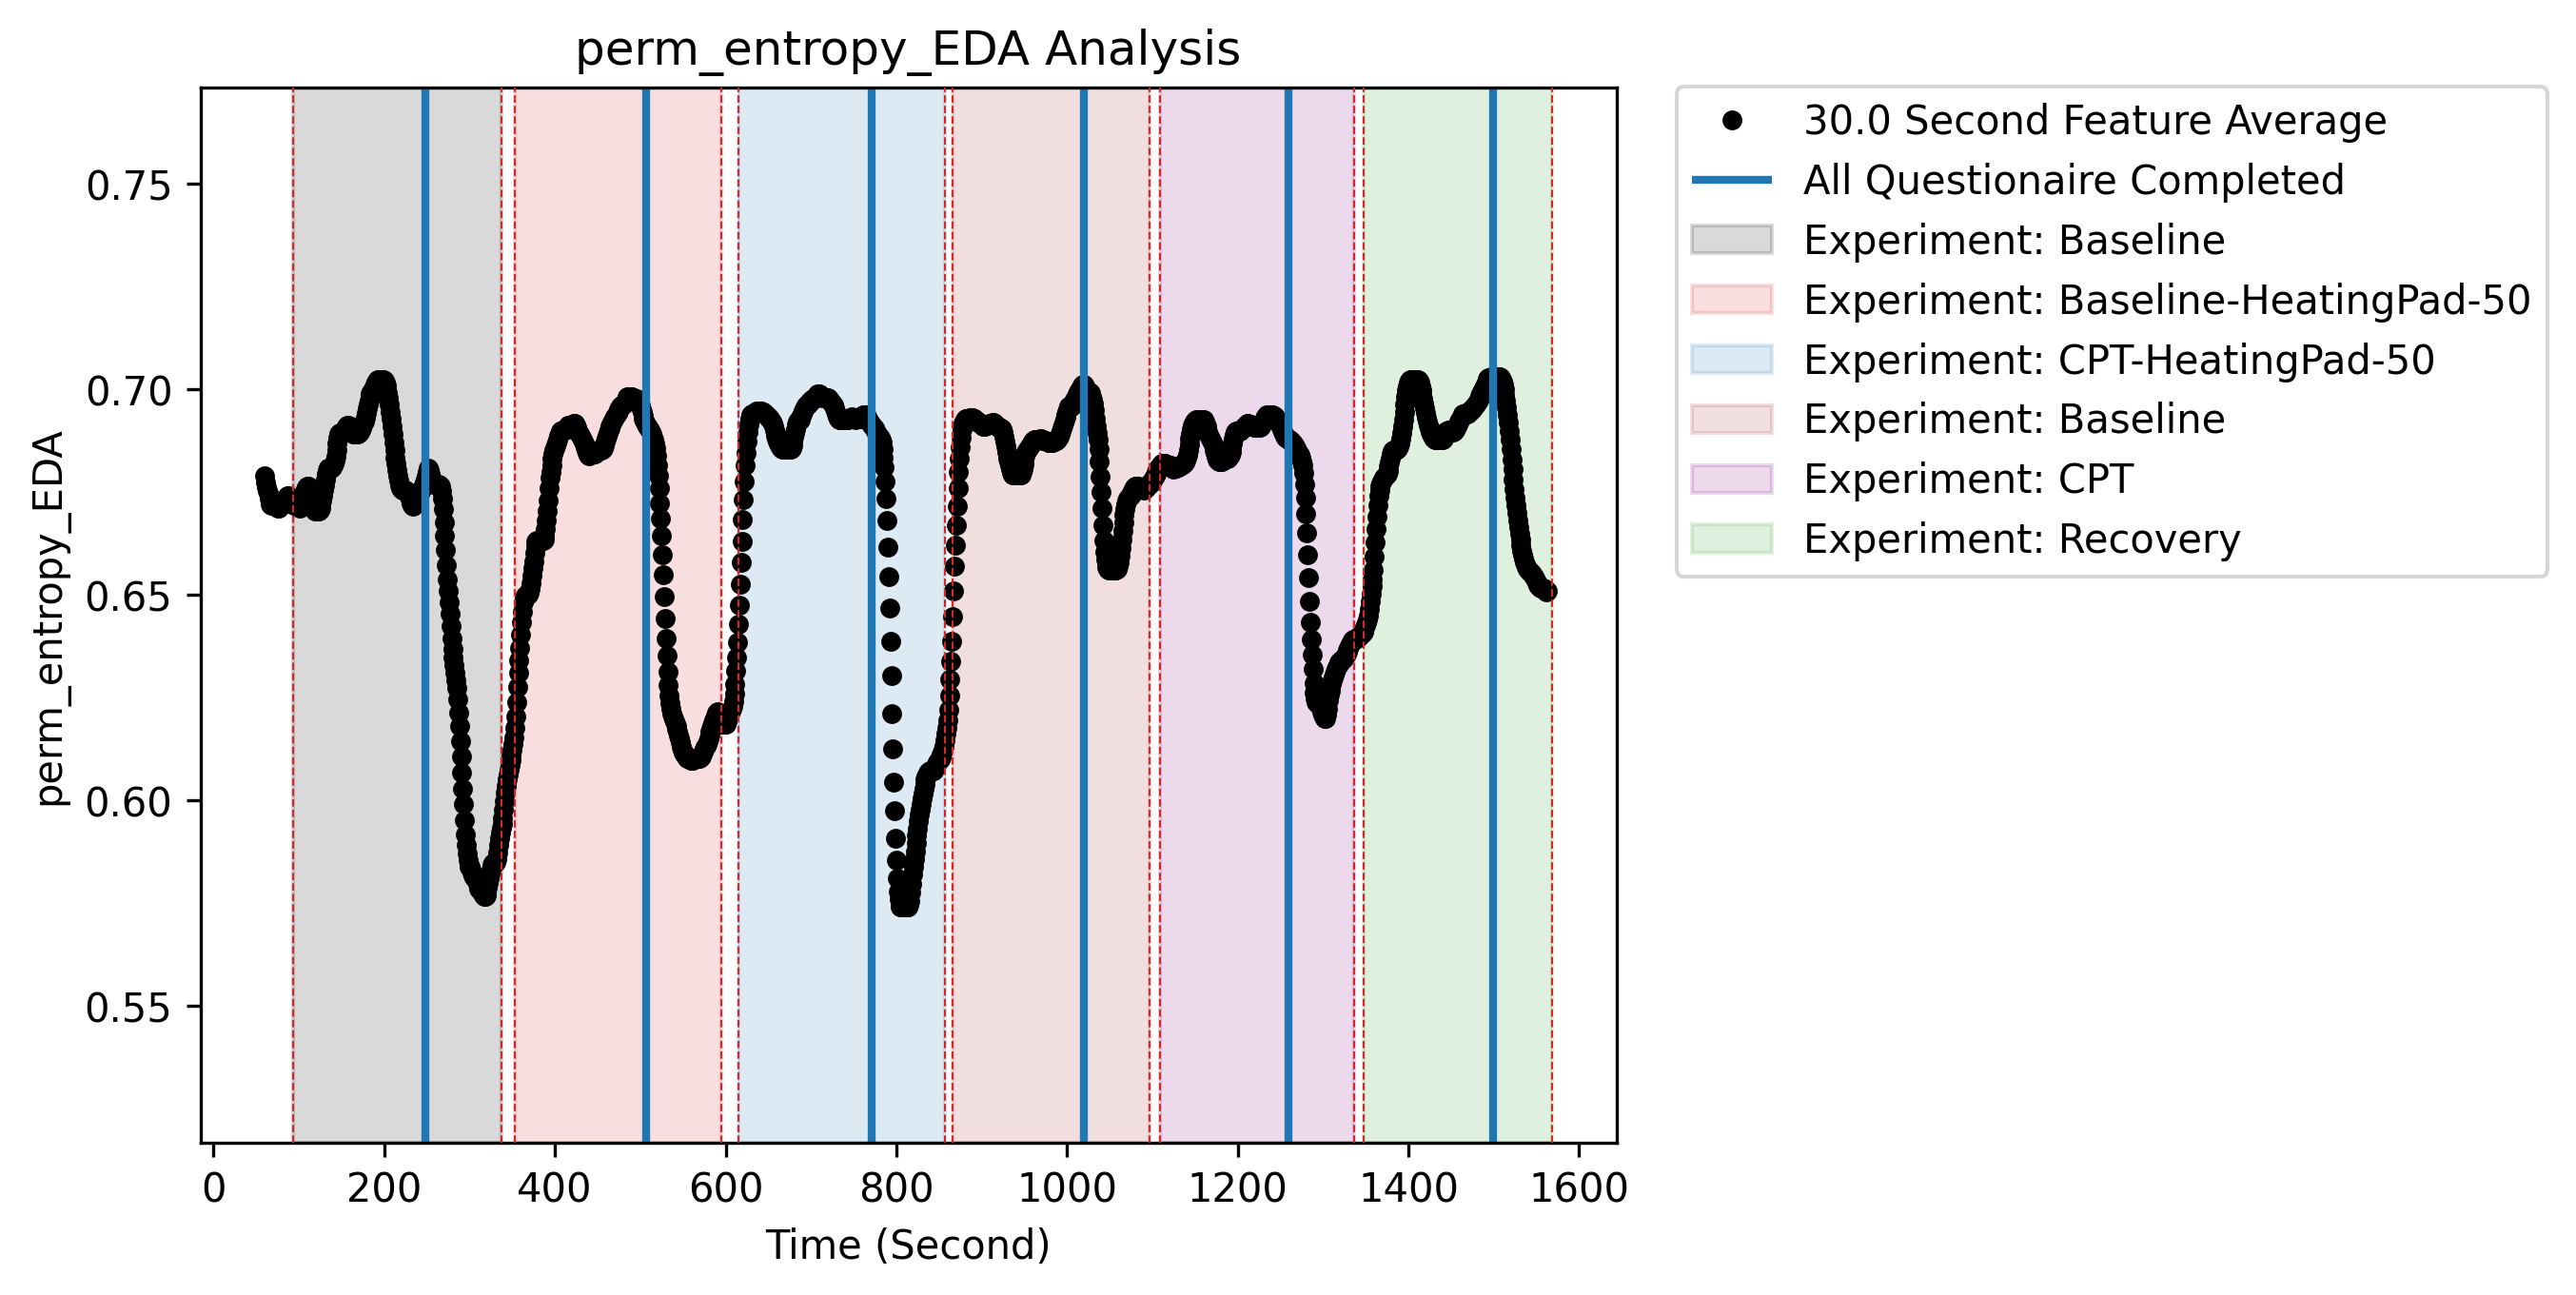 perm_entropy_EDA Analysis
perm_entropy_EDA
0.75
0.70
0.65
0.60
0.55
0
200
400
600
800
1000
1200
1400
1600
Time (Second)
30.0 Second Feature Average
All Questionaire Completed
Experiment: Baseline
Experiment: Baseline-HeatingPad-50
Experiment: CPT-HeatingPad-50
Experiment: Baseline
Experiment: CPT
Experiment: Recovery